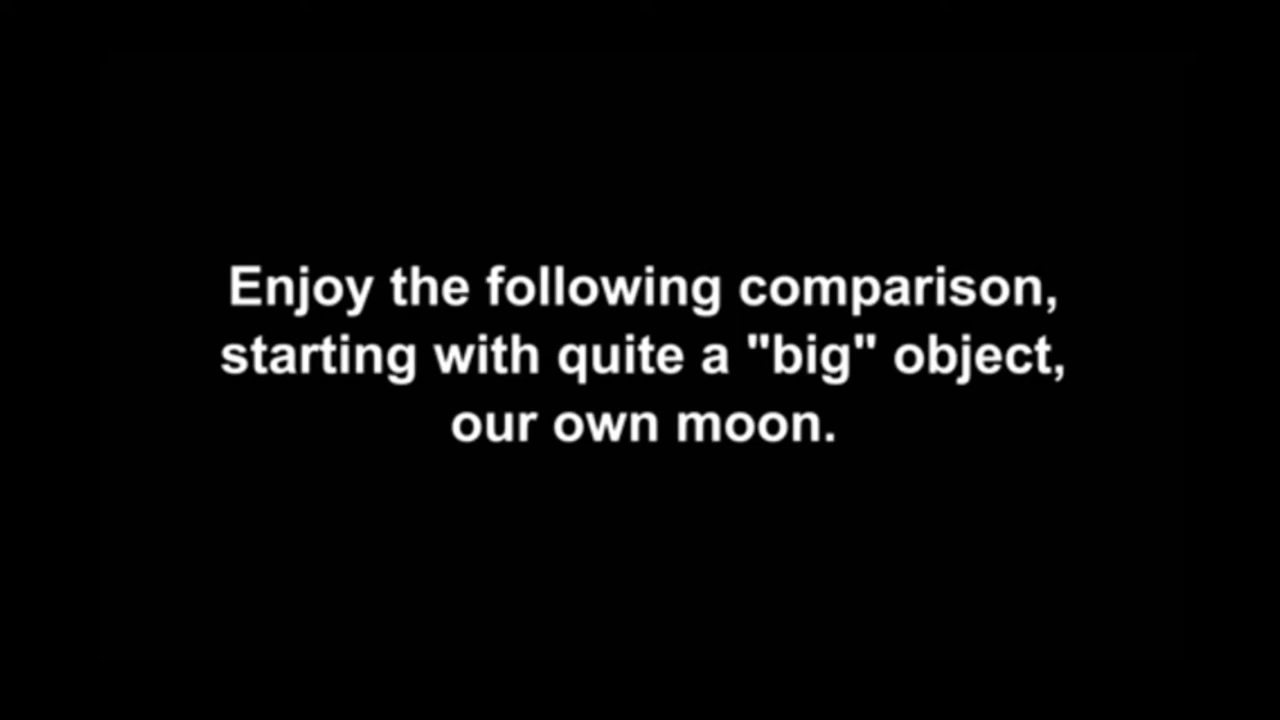 Enjoy the following comparison,
starting with quite a "big" object,
our own moon.